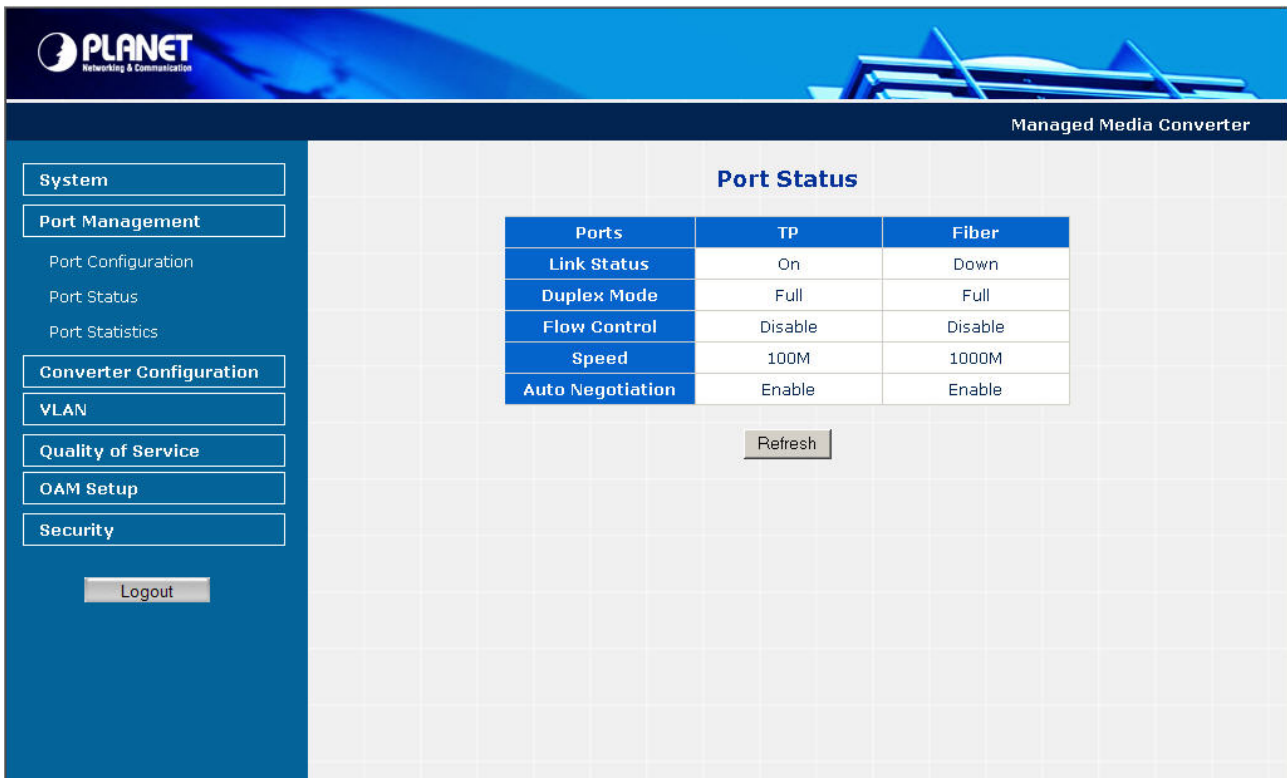 PLANET
Networking & Communication
Managed Media Converter
System
Port Management
Port Configuration
Port Status
Port Statistics
Converter Configuration
VLAN
Quality of Service
OAM Setup
Security
Logout
Port Status
Ports TP Fiber
Link Status On Down
Duplex Mode Full Full
Flow Control Disable Disable
Speed 100M 1000M
Auto Negotiation Enable Enable
Refresh